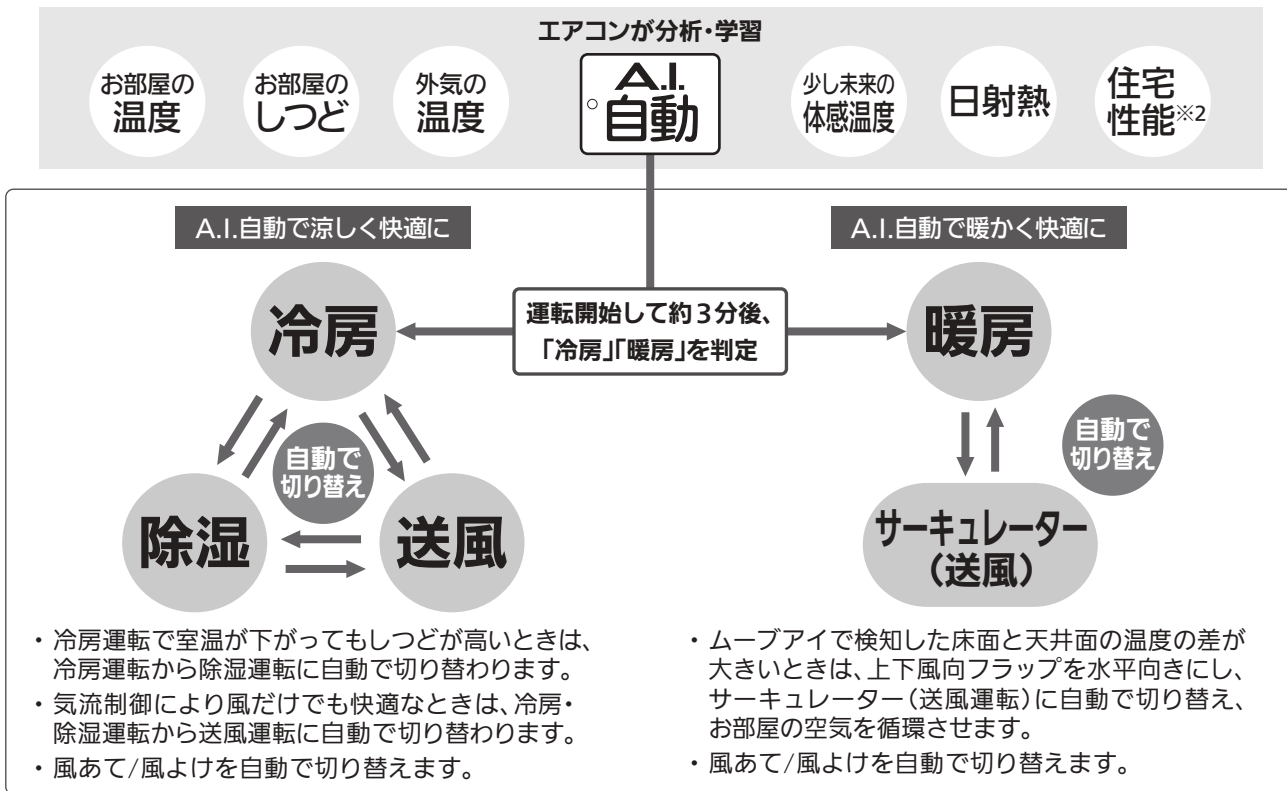 エアコンが分析・学習
お部屋の
温度
お部屋の
しつど
外気の
温度
A.I.
自動
少し未来の
体感温度
日射熱
住宅
性能※2
A.I.自動で涼しく快適に
A.I.自動で暖かく快適に
運転開始して約3分後、
「冷房」「暖房」を判定
冷房
自動で
切り替え
除湿
送風
暖房
自動で
切り替え
サーキュレーター
(送風)
・冷房運転で室温が下がってもしつどが高いときは、
冷房運転から除湿運転に自動で切り替わります。
・気流制御により風だけでも快適なときは、冷房・
除湿運転から送風運転に自動で切り替わります。
・風あて/風よけを自動で切り替えます。
・ムーブアイで検知した床面と天井面の温度の差が
大きいときは、上下風向フラップを水平向きにし、
サーキュレーター(送風運転)に自動で切り替え、
お部屋の空気を循環させます。
・風あて/風よけを自動で切り替えます。